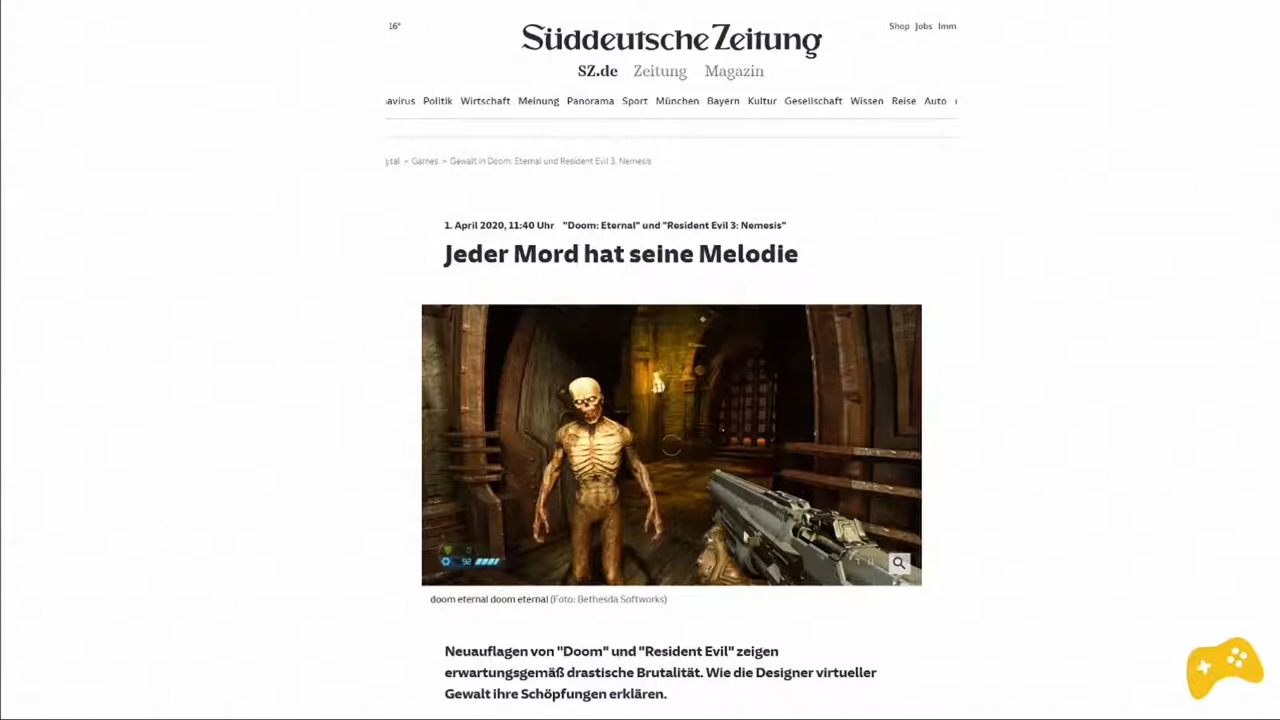 16°
Süddeutsche Zeitung
Shop Jobs Imm
SZ.de Zeitung Magazin
avirus Politik Wirtschaft Meinung Panorama Sport München Bayern Kultur Gesellschaft Wissen Reise Auto
gital > Games > Gewalt in Doom: Eternal und Resident Evil 3: Nemesis
1. April 2020, 11:40 Uhr "Doom: Eternal" und "Resident Evil 3: Nemesis"
Jeder Mord hat seine Melodie
0
92
doom eternal doom eternal (Foto: Bethesda Softworks)
Neuauflagen von "Doom" und "Resident Evil" zeigen
erwartungsgemäß drastische Brutalität. Wie die Designer virtueller
Gewalt ihre Schöpfungen erklären.